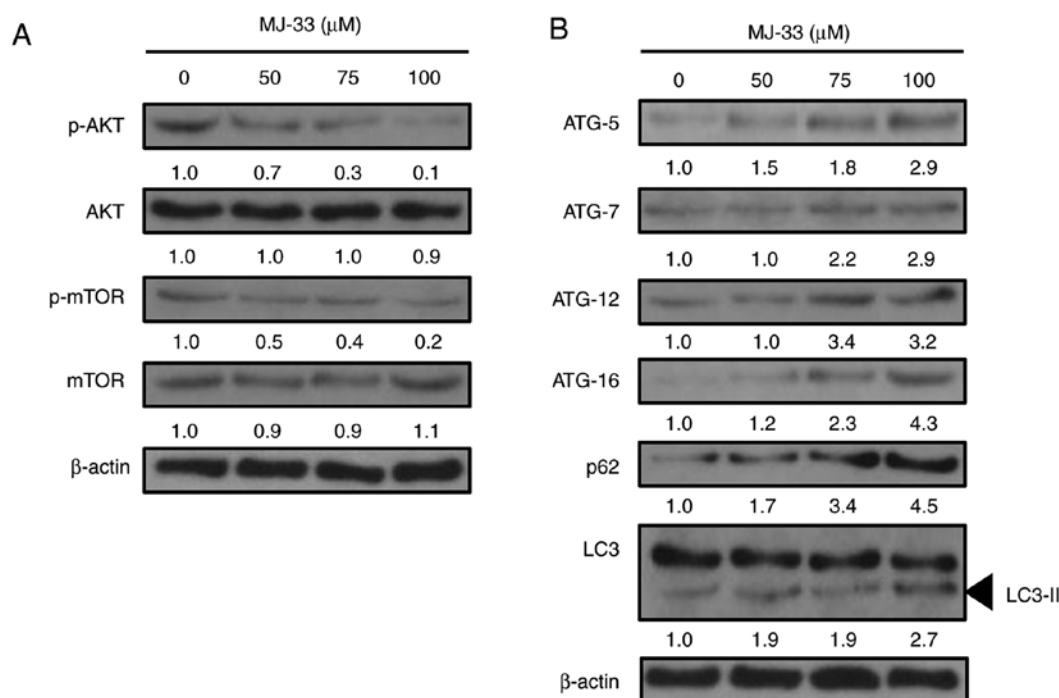 A
MJ-33 (μM)
0 50 75 100
p-AKT
1.0 0.7 0.3 0.1
AKT
1.0 1.0 1.0 0.9
p-mTOR
1.0 0.5 0.4 0.2
mTOR
1.0 0.9 0.9 1.1
β-actin
B
MJ-33 (μM)
0 50 75 100
ATG-5
1.0 1.5 1.8 2.9
ATG-7
1.0 1.0 2.2 2.9
ATG-12
1.0 1.0 3.4 3.2
ATG-16
1.0 1.2 2.3 4.3
p62
1.0 1.7 3.4 4.5
LC3
LC3-II
1.0 1.9 1.9 2.7
β-actin